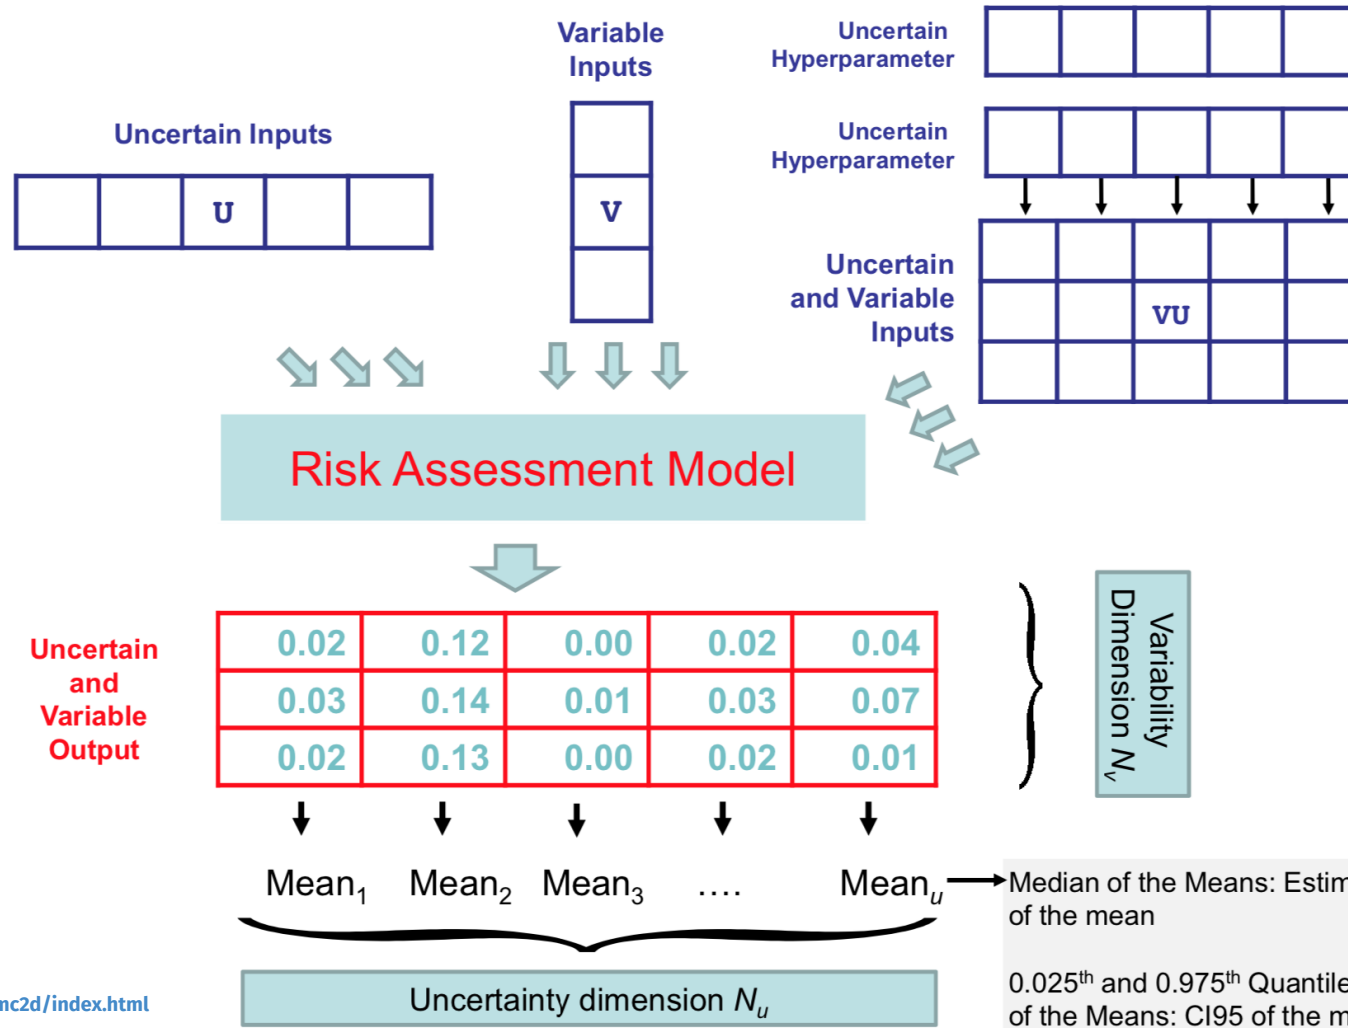 Variable
Inputs
Uncertain
Hyperparameter
Uncertain
Hyperparameter
Uncertain Inputs
U
V
Uncertain
and Variable
Inputs
VU
Risk Assessment Model
Uncertain
and
Variable
Output
0.02 0.12 0.00 0.02 0.04
0.03 0.14 0.01 0.03 0.07
0.02 0.13 0.00 0.02 0.01
Variability
Dimension Nᵥ
Mean₁ Mean₂ Mean₃ .... Meanᵤ
Median of the Means: Estim
of the mean
0.025ᵗʰ and 0.975ᵗʰ Quantile
of the Means: CI95 of the m
Uncertainty dimension Nᵤ
mc2d/index.html